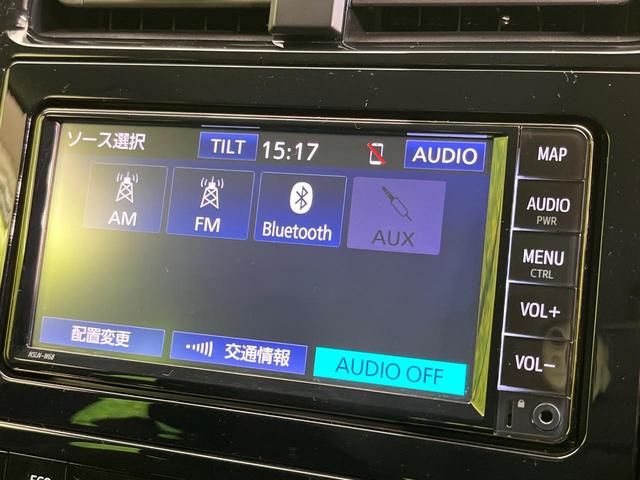 ソース選択 TILT 15:17 AUDIO
AM FM Bluetooth AUX
配置変更 交通情報 AUDIO OFF
NSLN-W68
MAP
AUDIO
PWR
MENU
CTRL
VOL+
VOL−